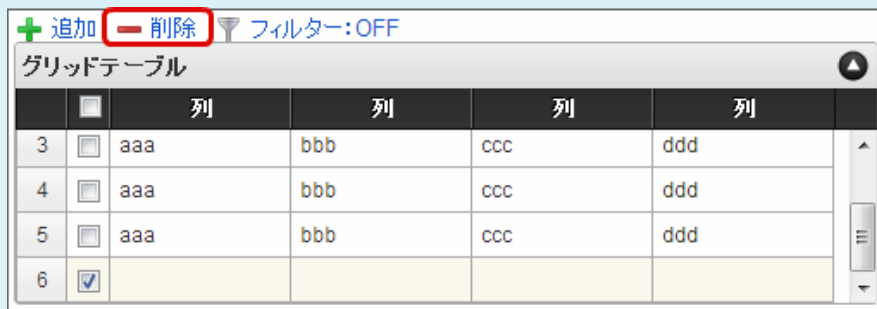 追加 削除 フィルター：OFF
グリッドテーブル
列 列 列 列
3 aaa bbb ccc ddd
4 aaa bbb ccc ddd
5 aaa bbb ccc ddd
6